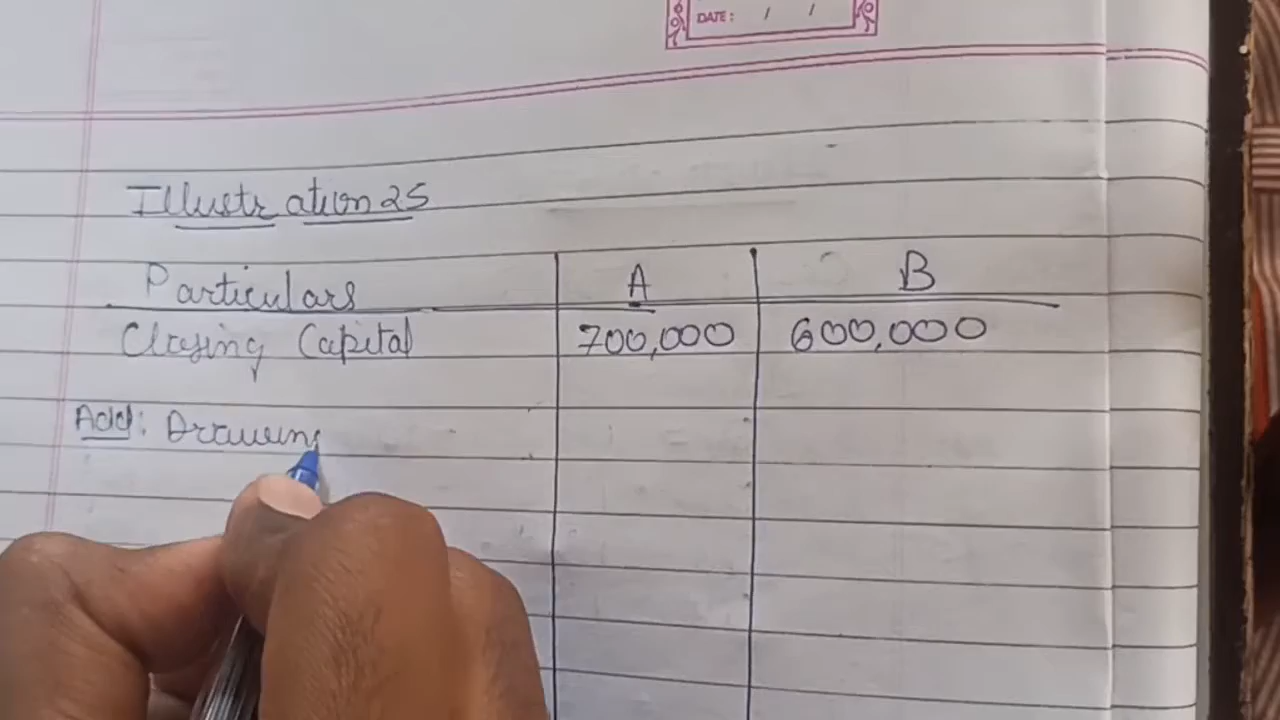 DATE: / /
Illustration 25
Particulars A B
Closing Capital 700,000 600,000
Add: Drawing